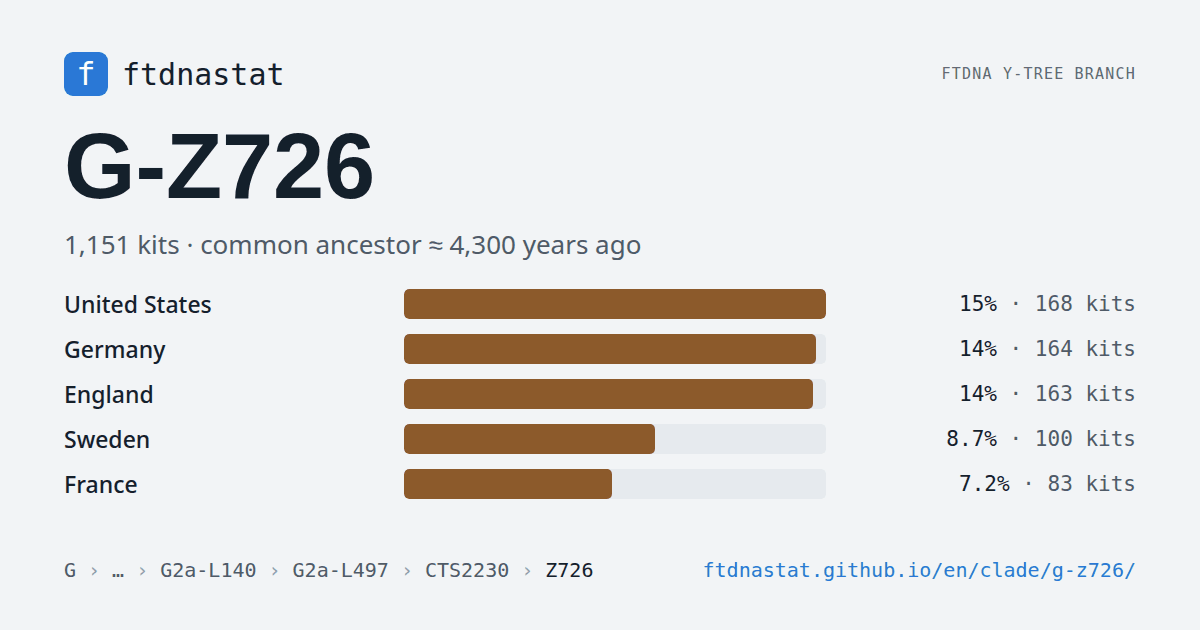 f ftdnastat
FTDNA Y-TREE BRANCH
G-Z726
1,151 kits · common ancestor ≈ 4,300 years ago
United States 15% · 168 kits
Germany 14% · 164 kits
England 14% · 163 kits
Sweden 8.7% · 100 kits
France 7.2% · 83 kits
G › … › G2a-L140 › G2a-L497 › CTS2230 › Z726
ftdnastat.github.io/en/clade/g-z726/